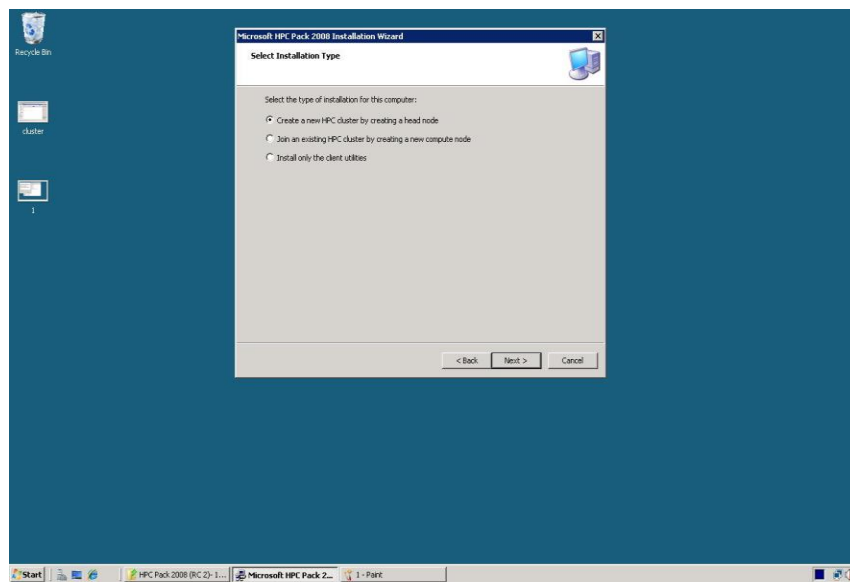 Recycle Bin
cluster
1
Microsoft HPC Pack 2008 Installation Wizard
Select Installation Type
Select the type of installation for this computer:
Create a new HPC cluster by creating a head node
Join an existing HPC cluster by creating a new compute node
Install only the client utilities
< Back Next > Cancel
Start HPC Pack 2008 (RC 2)- 1... Microsoft HPC Pack 2... 1 - Paint